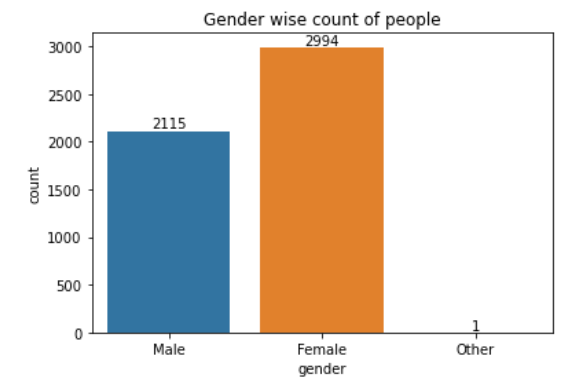 Gender wise count of people
3000
2500
2000
1500
1000
500
0
count
2115
2994
1
Male
Female
Other
gender